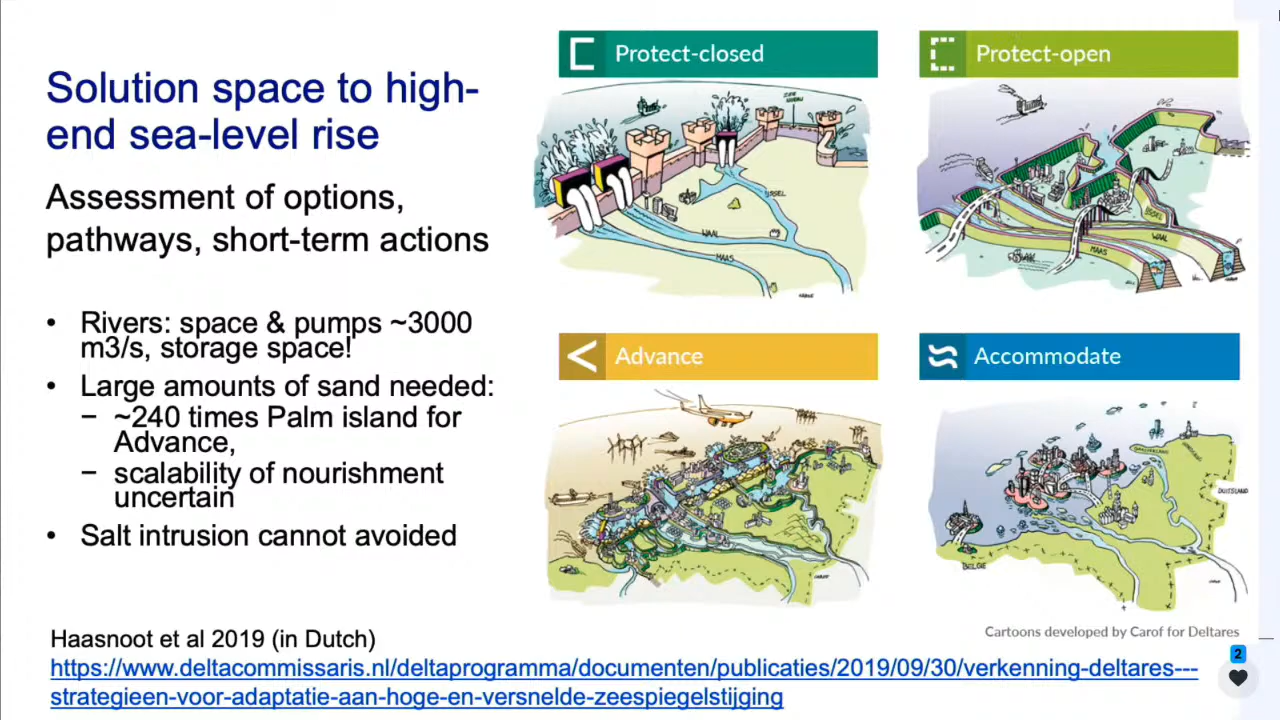 Solution space to high-
end sea-level rise
Assessment of options,
pathways, short-term actions
• Rivers: space & pumps ~3000
m3/s, storage space!
• Large amounts of sand needed:
− ~240 times Palm island for
Advance,
− scalability of nourishment
uncertain
• Salt intrusion cannot avoided
Protect-closed
IJSSEL
WAAL
MAAS
Protect-open
IJSSEL
WAAL
MAAS
Advance
Accommodate
DUITSLAND
BELGIE
Cartoons developed by Carof for Deltares
Haasnoot et al 2019 (in Dutch)
https://www.deltacommissaris.nl/deltaprogramma/documenten/publicaties/2019/09/30/verkenning-deltares---
strategieen-voor-adaptatie-aan-hoge-en-versnelde-zeespiegelstijging
2